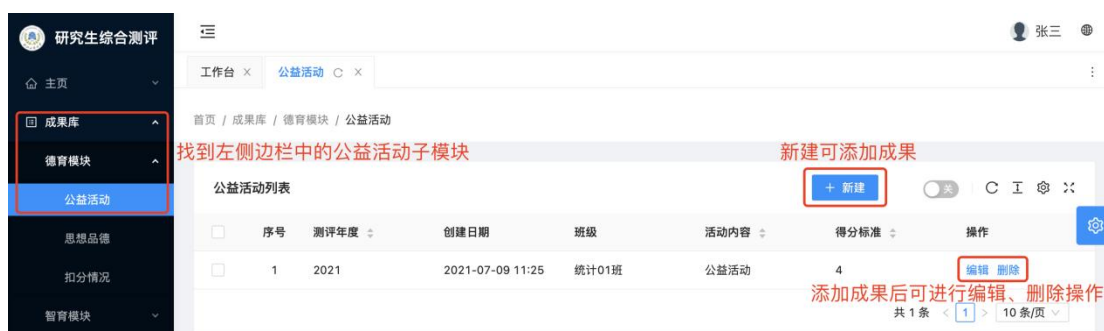 研究生综合测评
张三
主页
工作台 × 公益活动 ×
成果库
首页 / 成果库 / 德育模块 / 公益活动
德育模块
找到左侧边栏中的公益活动子模块
新建可添加成果
公益活动
公益活动列表
+ 新建
关
思想品德
序号 测评年度 创建日期 班级 活动内容 得分标准 操作
扣分情况
1 2021 2021-07-09 11:25 统计01班 公益活动 4 编辑 删除
添加成果后可进行编辑、删除操作
智育模块
共 1 条 < 1 > 10 条/页